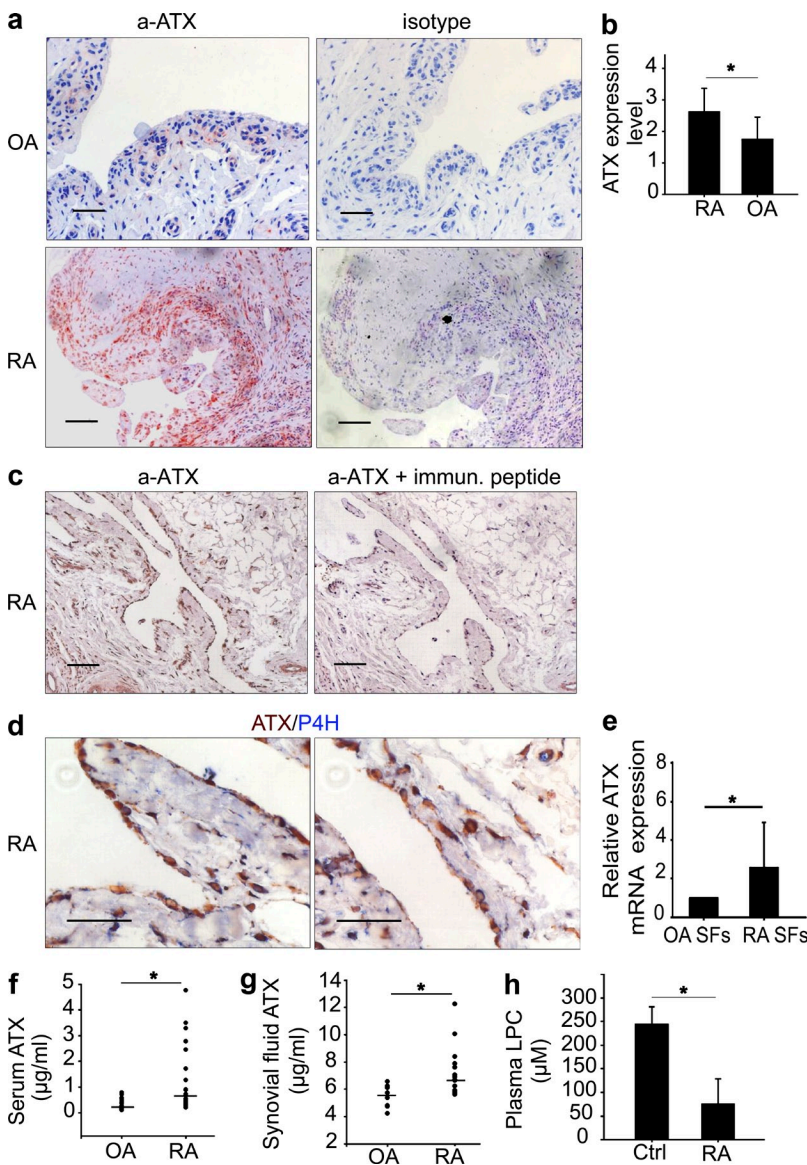 a
a-ATX
isotype
OA
RA
b
ATX expression
level
4
3
2
1
0
RA
OA
*
c
a-ATX
a-ATX + immun. peptide
RA
d
ATX/P4H
RA
e
Relative ATX
mRNA expression
8
6
4
2
0
OA SFs
RA SFs
*
f
Serum ATX
(μg/ml)
5
4
3
2
1
0
OA
RA
*
g
Synovial fluid ATX
(μg/ml)
14
12
10
8
6
4
2
OA
RA
*
h
Plasma LPC
(μM)
300
250
200
150
100
50
0
Ctrl
RA
*